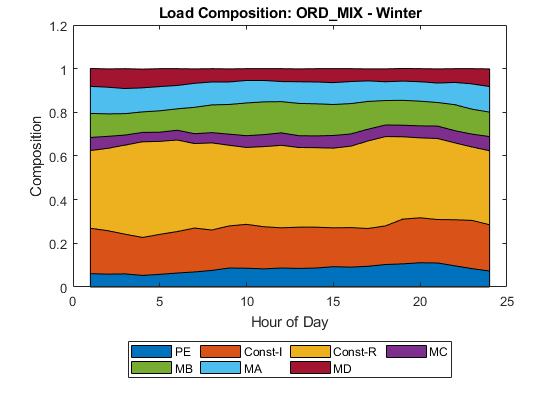 Load Composition: ORD_MIX - Winter
1.2
1
0.8
0.6
0.4
0.2
0
Composition
0 5 10 15 20 25
Hour of Day
PE Const-I Const-R MC
MB MA MD